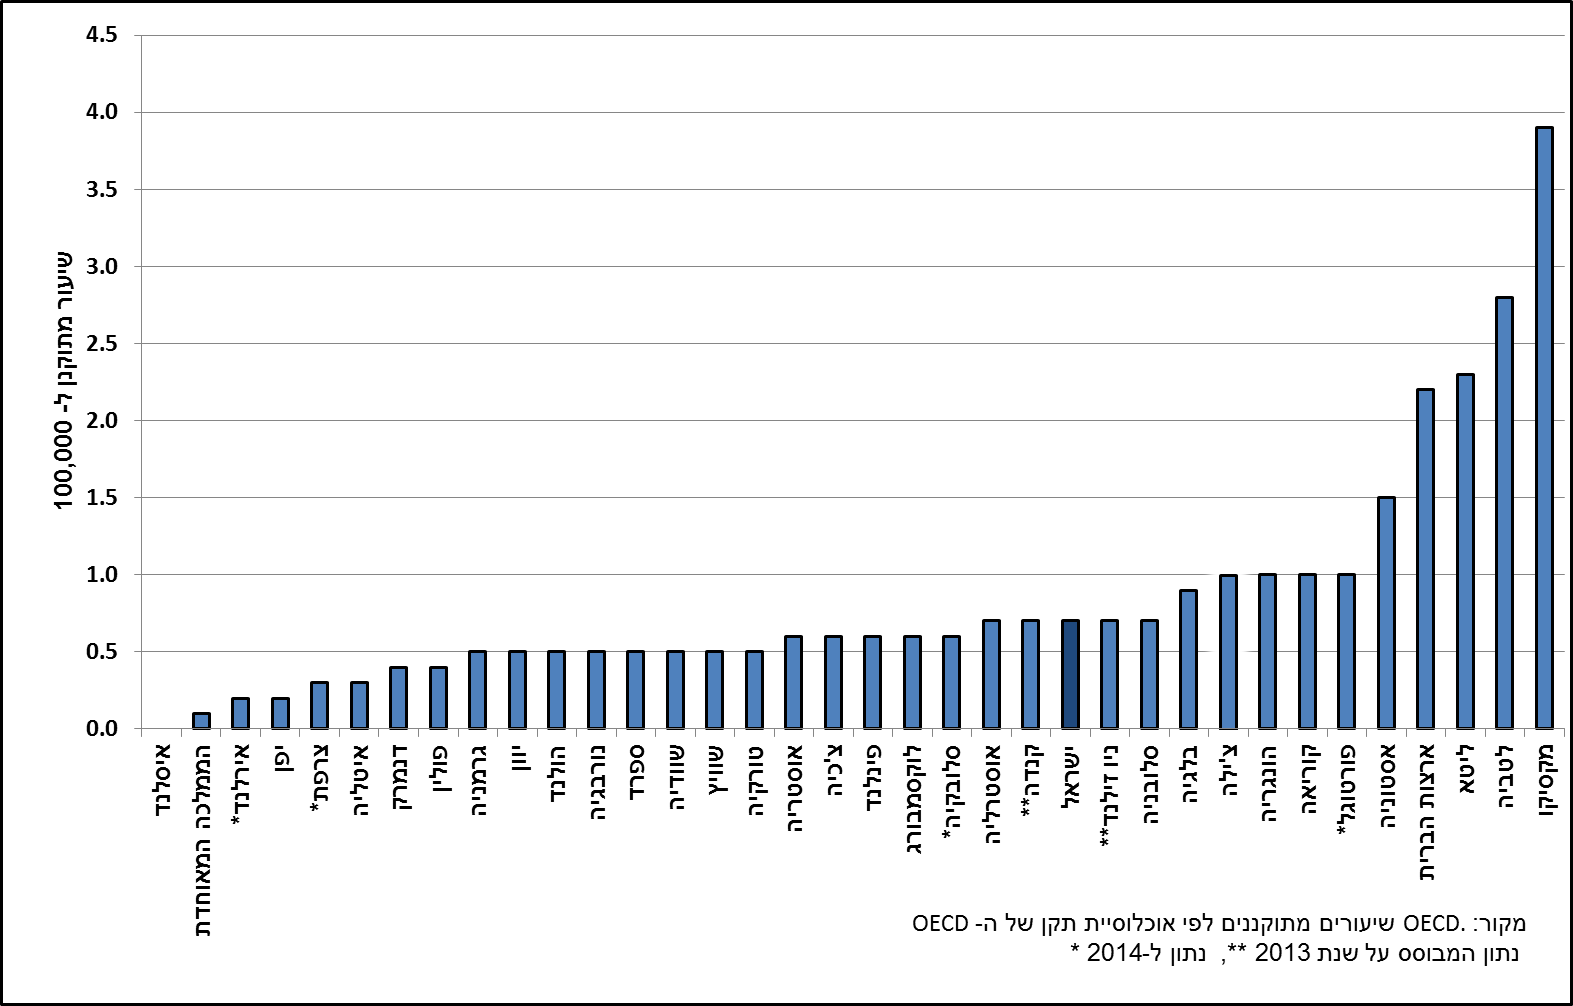 4.5
4.0
3.5
3.0
2.5
2.0
1.5
1.0
0.5
0.0
שיעור מתוקנן ל- 100,000
איסלנד
הממלכה המאוחדת
אירלנד*
יפן
צרפת*
איטליה
דנמרק
פולין
גרמניה
יוון
הולנד
נורבגיה
ספרד
שוודיה
שוויץ
טורקיה
אוסטריה
צ'כיה
פינלנד
לוקסמבורג
סלובקיה*
אוסטרליה
קנדה**
ישראל
ניו זילנד**
סלובניה
בלגיה
צ'ילה
הונגריה
קוריאה
פורטוגל*
אסטוניה
ארצות הברית
ליטא
לטביה
מקסיקו
מקור: .OECD שיעורים מתוקננים לפי אוכלוסיית תקן של ה- OECD
נתון המבוסס על שנת 2013 **, נתון ל-2014 *